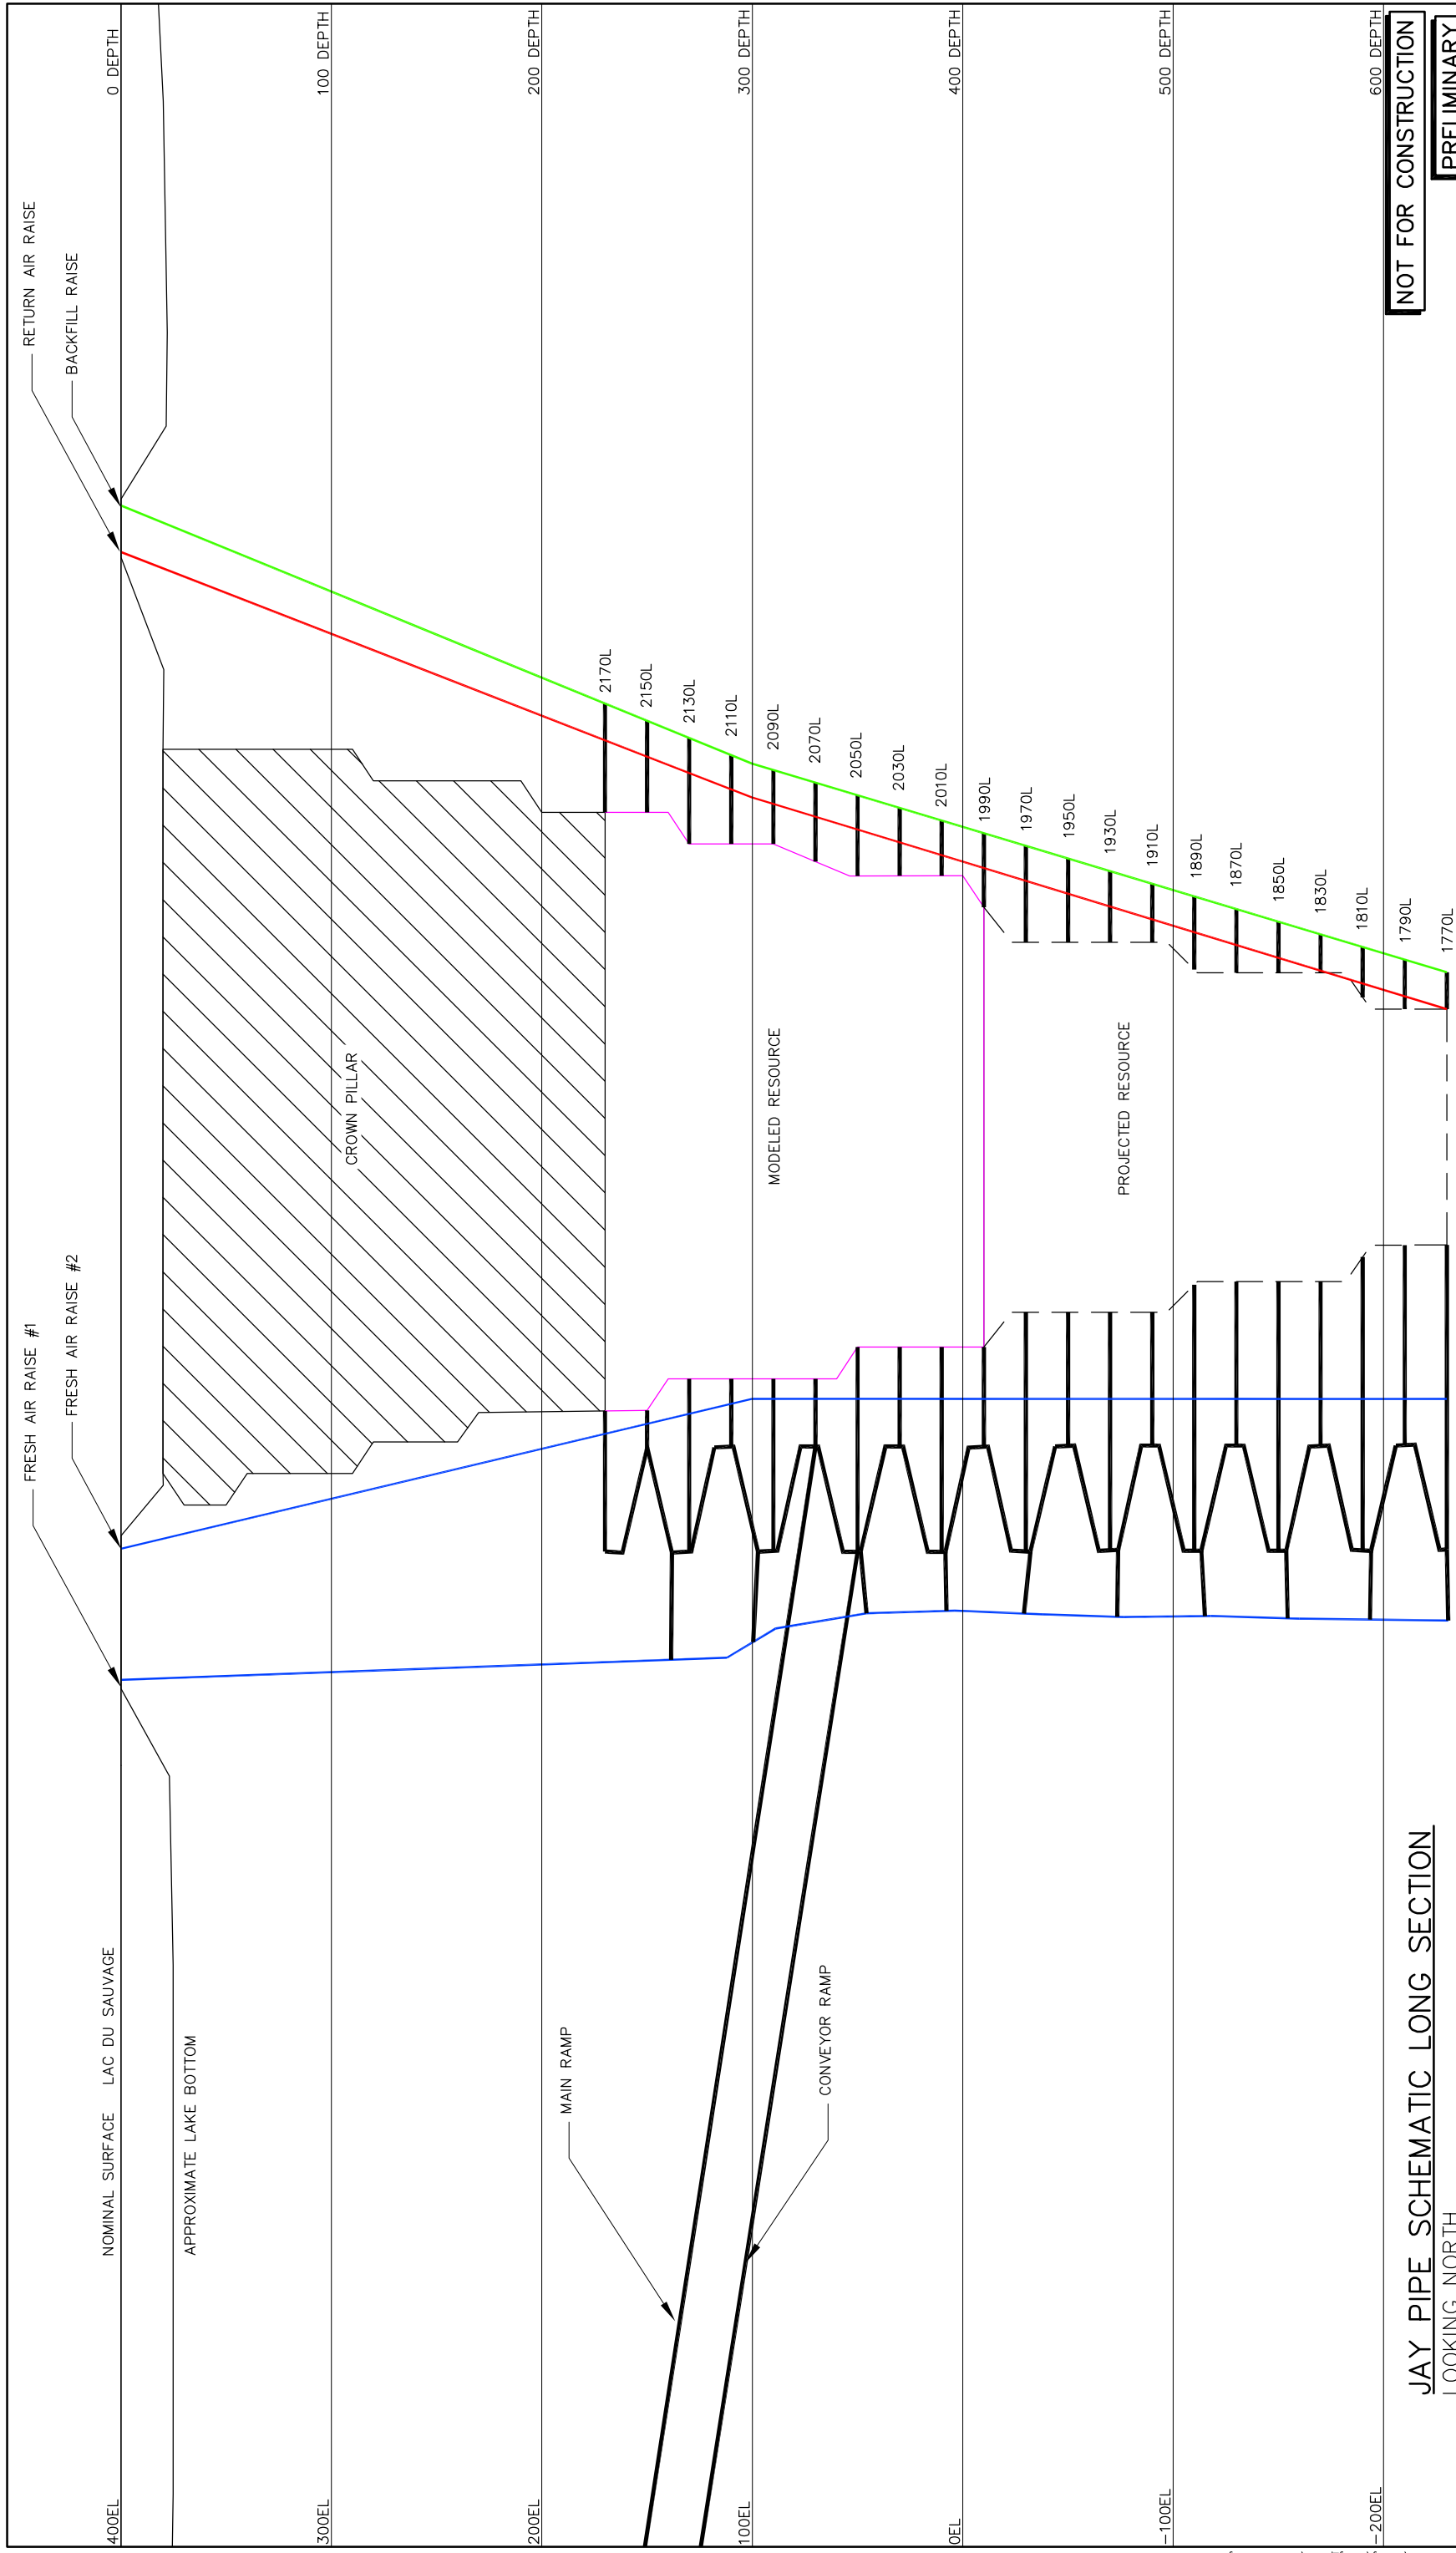 FRESH AIR RAISE #1
FRESH AIR RAISE #2
RETURN AIR RAISE
BACKFILL RAISE
400EL
NOMINAL SURFACE LAC DU SAUVAGE
0 DEPTH
APPROXIMATE LAKE BOTTOM
300EL
100 DEPTH
CROWN PILLAR
200EL
200 DEPTH
MAIN RAMP
2170L
2150L
2130L
2110L
100EL
300 DEPTH
MODELED RESOURCE
2090L
CONVEYOR RAMP
2070L
2050L
2030L
2010L
0EL
400 DEPTH
1990L
1970L
1950L
PROJECTED RESOURCE
1930L
1910L
-100EL
500 DEPTH
1890L
1870L
1850L
1830L
1810L
-200EL
600 DEPTH
1790L
1770L
NOT FOR CONSTRUCTION
PRELIMINARY
JAY PIPE SCHEMATIC LONG SECTION
LOOKING NORTH